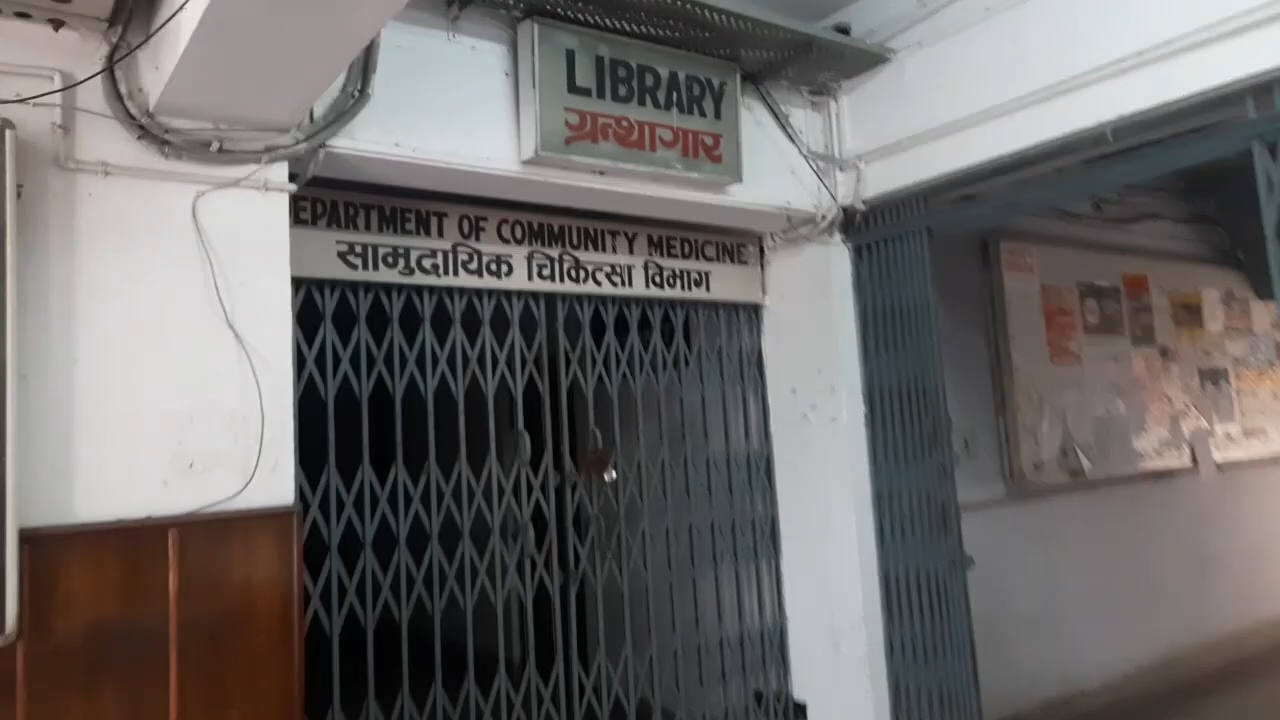 LIBRARY
ग्रन्थागार
DEPARTMENT OF COMMUNITY MEDICINE
सामुदायिक चिकित्सा विभाग